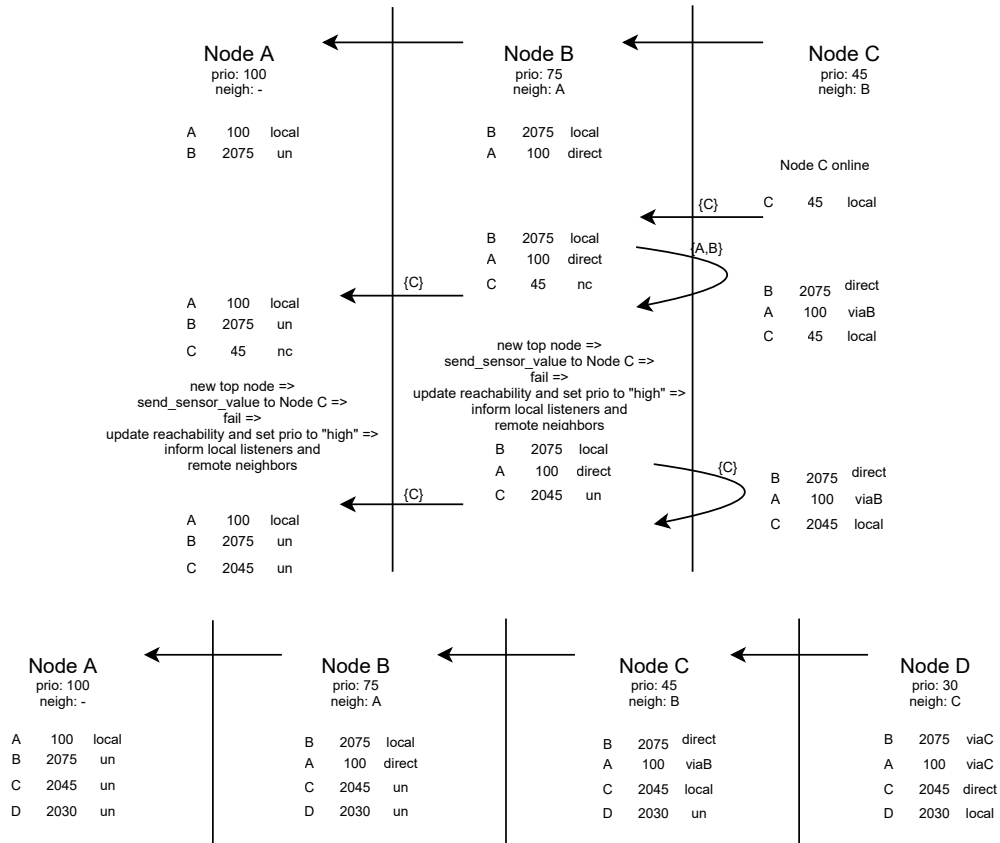 Node A
prio: 100
neigh: -
Node B
prio: 75
neigh: A
Node C
prio: 45
neigh: B
A 100 local
B 2075 un
B 2075 local
A 100 direct
Node C online
C 45 local
{C}
B 2075 local
A 100 direct
C 45 nc
{A,B}
{C}
B 2075 direct
A 100 viaB
C 45 local
A 100 local
B 2075 un
C 45 nc
new top node =>
send_sensor_value to Node C =>
fail =>
update reachability and set prio to "high" =>
inform local listeners and
remote neighbors
new top node =>
send_sensor_value to Node C =>
fail =>
update reachability and set prio to "high" =>
inform local listeners and
remote neighbors
B 2075 local
A 100 direct
C 2045 un
{C}
B 2075 direct
A 100 viaB
C 2045 local
{C}
A 100 local
B 2075 un
C 2045 un
Node A
prio: 100
neigh: -
Node B
prio: 75
neigh: A
Node C
prio: 45
neigh: B
Node D
prio: 30
neigh: C
A 100 local
B 2075 un
C 2045 un
D 2030 un
B 2075 local
A 100 direct
C 2045 un
D 2030 un
B 2075 direct
A 100 viaB
C 2045 local
D 2030 un
B 2075 viaC
A 100 viaC
C 2045 direct
D 2030 local